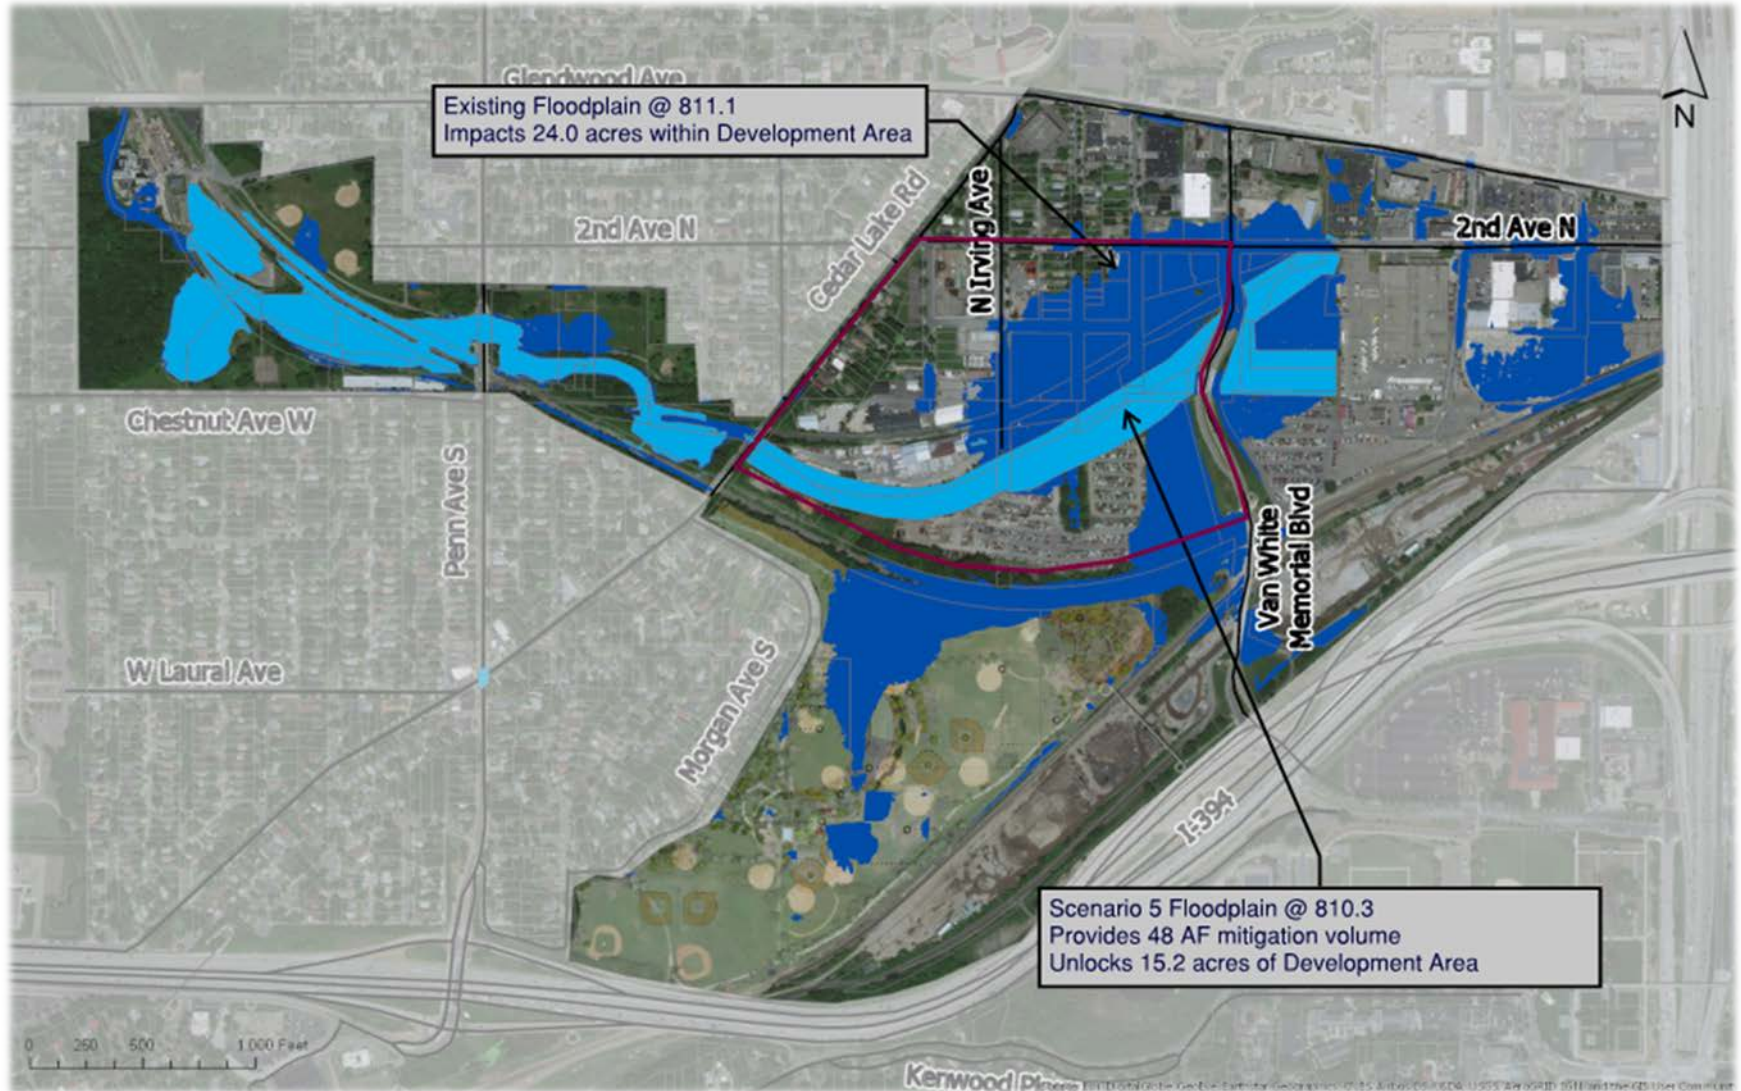 Glendwood Ave
Existing Floodplain @ 811.1
Impacts 24.0 acres within Development Area
N
Cedar Lake Rd
N Irving Ave
2nd Ave N
2nd Ave N
Chestnut Ave W
Penn Ave S
Van White
Memorial Blvd
W Laural Ave
Morgan Ave S
I-394
Scenario 5 Floodplain @ 810.3
Provides 48 AF mitigation volume
Unlocks 15.2 acres of Development Area
0 250 500 1,000 Feet
Kenwood